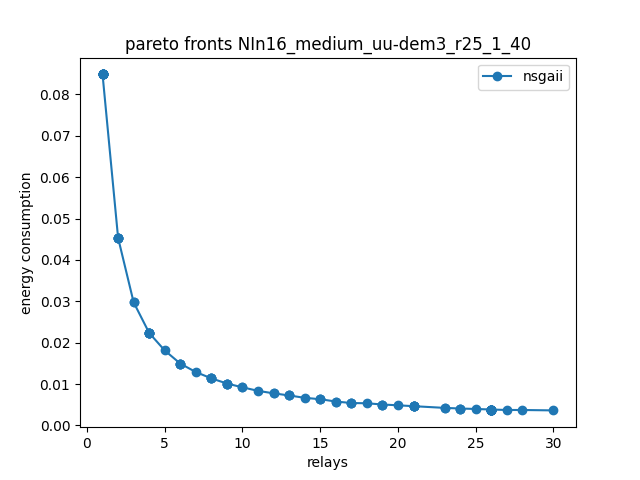 pareto fronts NIn16_medium_uu-dem3_r25_1_40
nsgaii
0.08
0.07
0.06
0.05
0.04
0.03
0.02
0.01
0.00
energy consumption
0 5 10 15 20 25 30
relays